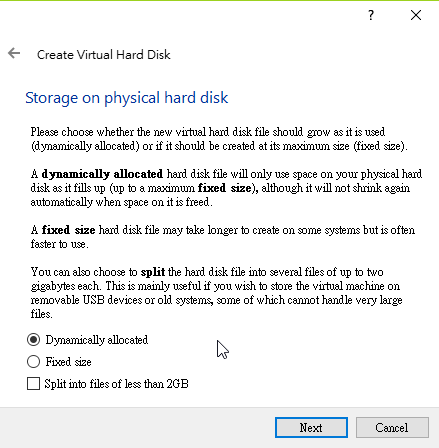 ?
Create Virtual Hard Disk
Storage on physical hard disk
Please choose whether the new virtual hard disk file should grow as it is used
(dynamically allocated) or if it should be created at its maximum size (fixed size).
A dynamically allocated hard disk file will only use space on your physical hard
disk as it fills up (up to a maximum fixed size), although it will not shrink again
automatically when space on it is freed.
A fixed size hard disk file may take longer to create on some systems but is often
faster to use.
You can also choose to split the hard disk file into several files of up to two
gigabytes each. This is mainly useful if you wish to store the virtual machine on
removable USB devices or old systems, some of which cannot handle very large
files.
Dynamically allocated
Fixed size
Split into files of less than 2GB
Next Cancel